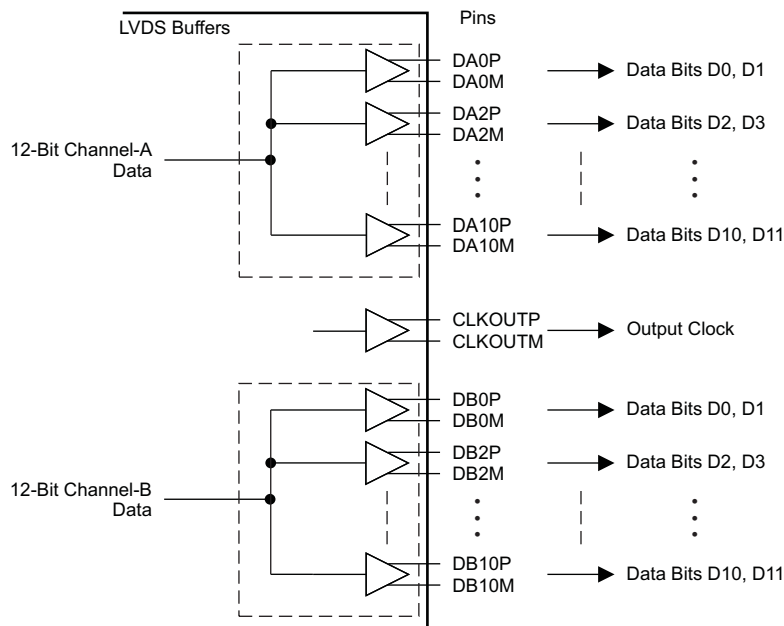 Pins
LVDS Buffers
DA0P
DA0M
Data Bits D0, D1
DA2P
DA2M
Data Bits D2, D3
12-Bit Channel-A
Data
DA10P
DA10M
Data Bits D10, D11
CLKOUTP
CLKOUTM
Output Clock
DB0P
DB0M
Data Bits D0, D1
DB2P
DB2M
Data Bits D2, D3
12-Bit Channel-B
Data
DB10P
DB10M
Data Bits D10, D11